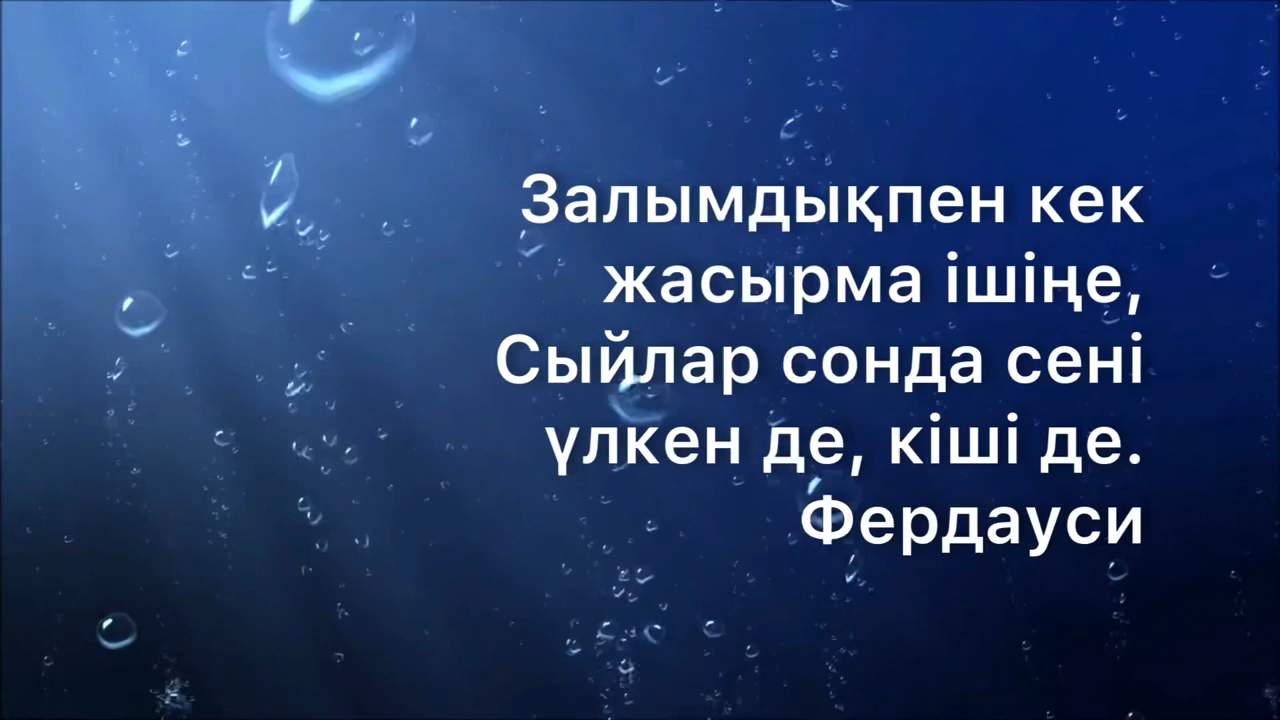 Залымдықпен кек
жасырма ішіңе,
Сыйлар сонда сені
үлкен де, кіші де.
Фердауси